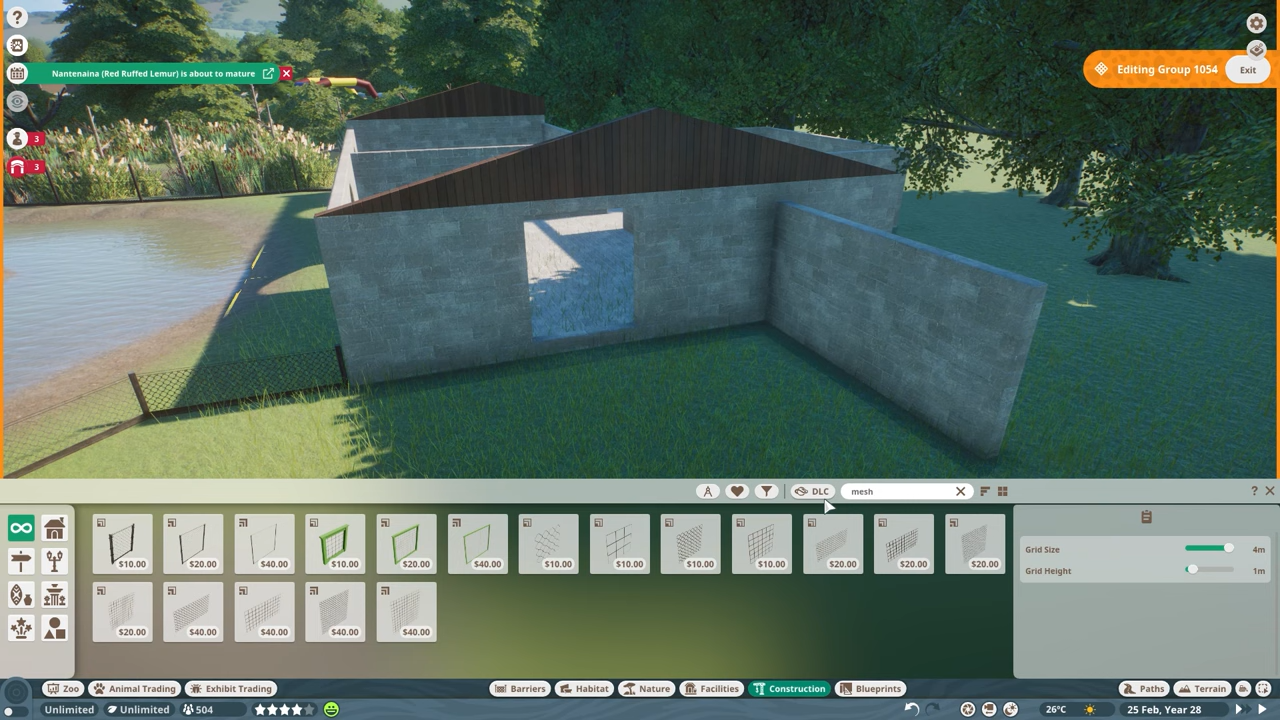 Nantenaina (Red Ruffed Lemur) is about to mature
Editing Group 1054
Exit
3
3
DLC
mesh
$10.00
$20.00
$40.00
$10.00
$20.00
$40.00
$10.00
$10.00
$10.00
$10.00
$20.00
$20.00
$20.00
$20.00
$40.00
$40.00
$40.00
$40.00
Grid Size
4m
Grid Height
1m
Zoo
Animal Trading
Exhibit Trading
Barriers
Habitat
Nature
Facilities
Construction
Blueprints
Paths
Terrain
Unlimited
Unlimited
504
26°C
25 Feb, Year 28